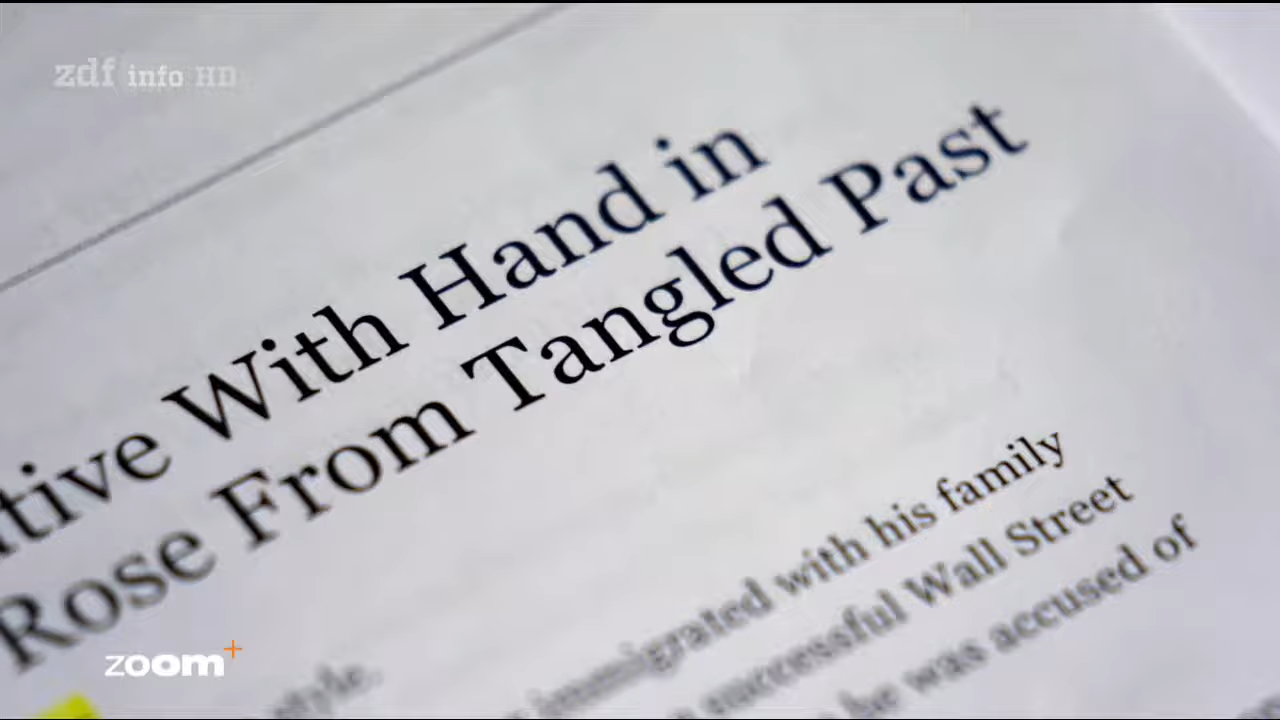 zdf info HD
tive With Hand in
Rose From Tangled Past
immigrated with his family
successful Wall Street
he was accused of
style.
zoom+